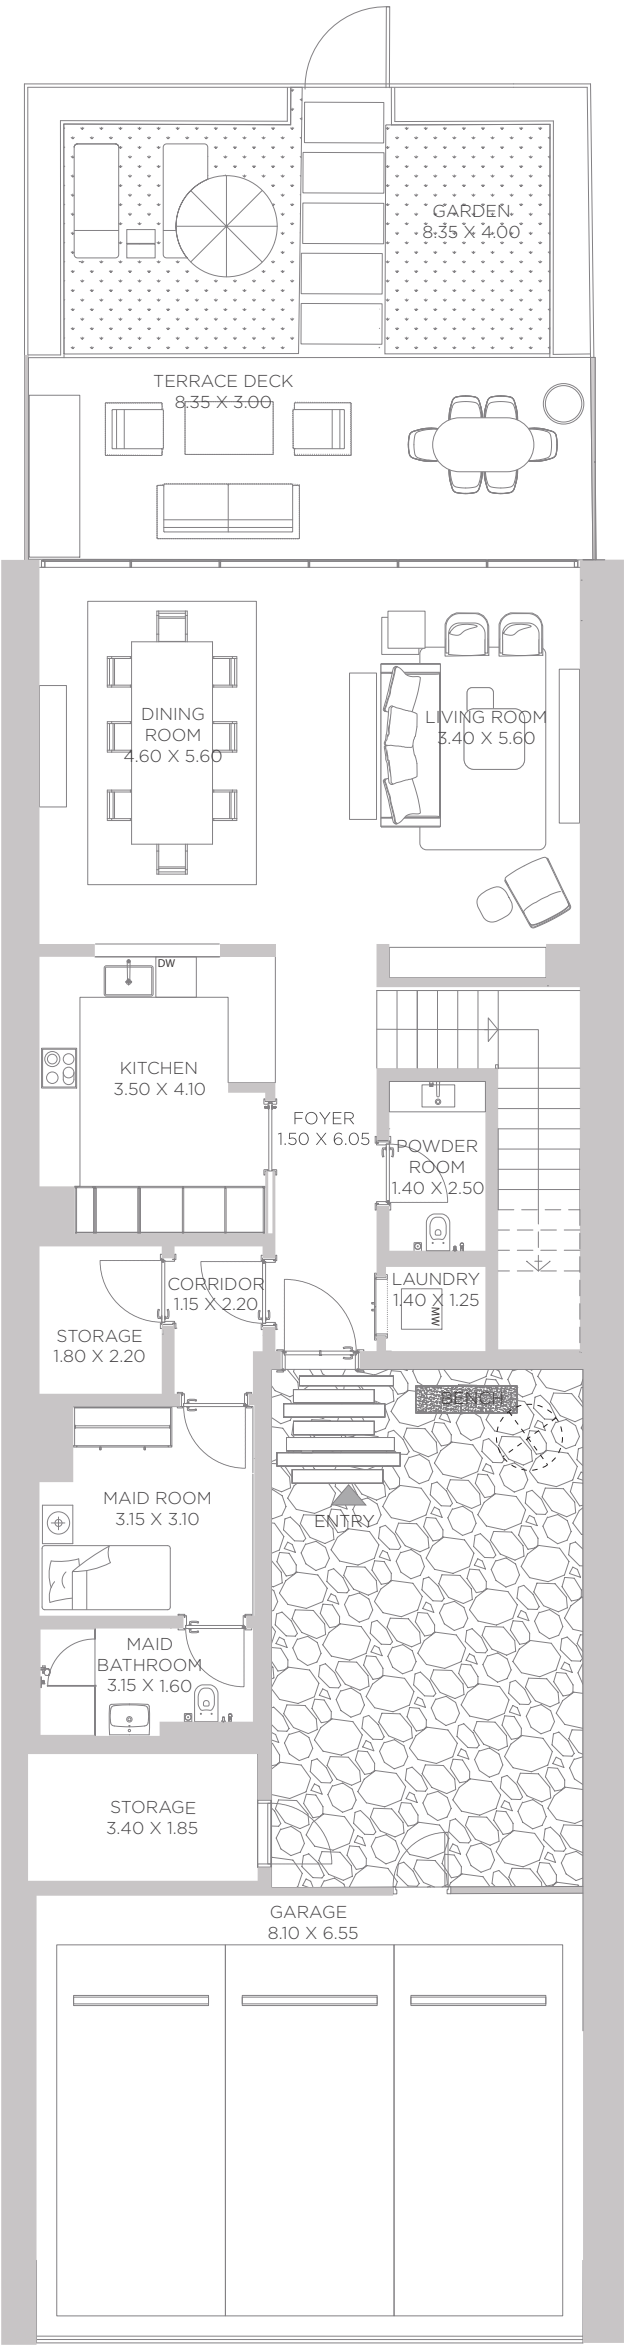 GARDEN
8.35 X 4.00
TERRACE DECK
8.35 X 3.00
DINING
ROOM
4.60 X 5.60
LIVING ROOM
3.40 X 5.60
DW
KITCHEN
3.50 X 4.10
FOYER
1.50 X 6.05
POWDER
ROOM
1.40 X 2.50
CORRIDOR
1.15 X 2.20
LAUNDRY
1.40 X 1.25
MW
STORAGE
1.80 X 2.20
BENCH
MAID ROOM
3.15 X 3.10
ENTRY
MAID
BATHROOM
3.15 X 1.60
STORAGE
3.40 X 1.85
GARAGE
8.10 X 6.55